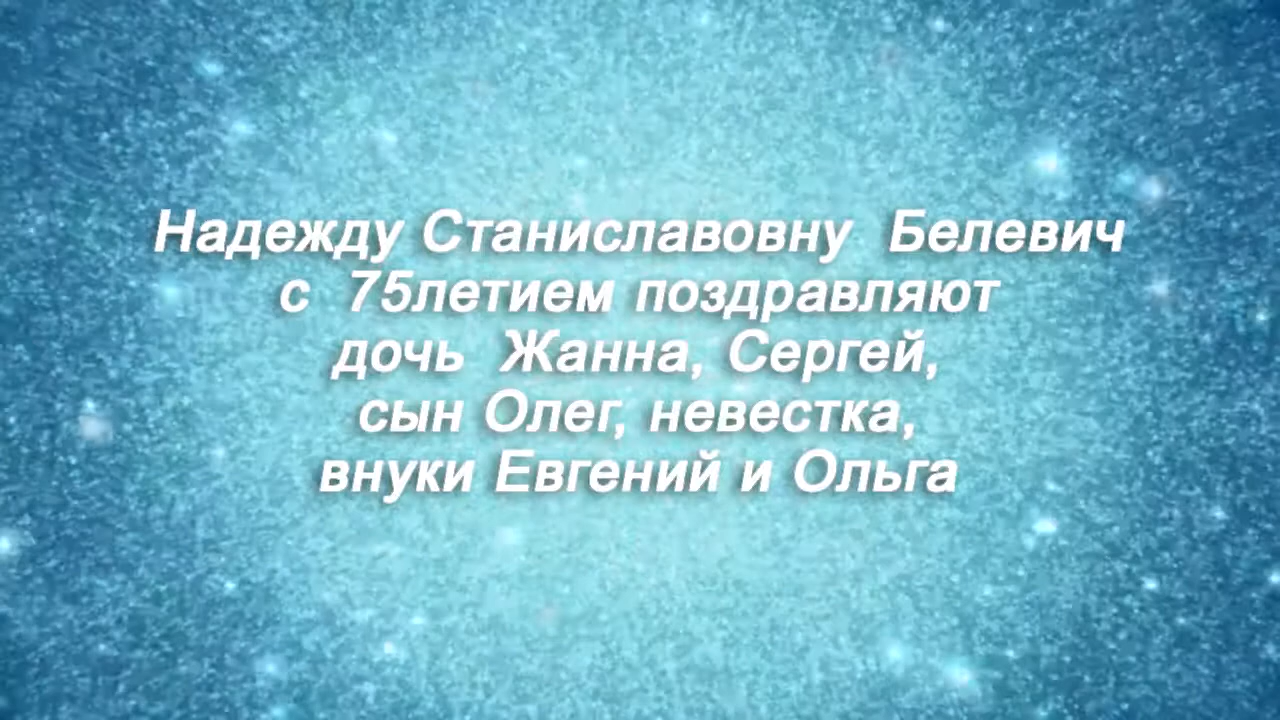 Надежду Станиславовну Белевич
с 75летием поздравляют
дочь Жанна, Сергей,
сын Олег, невестка,
внуки Евгений и Ольга